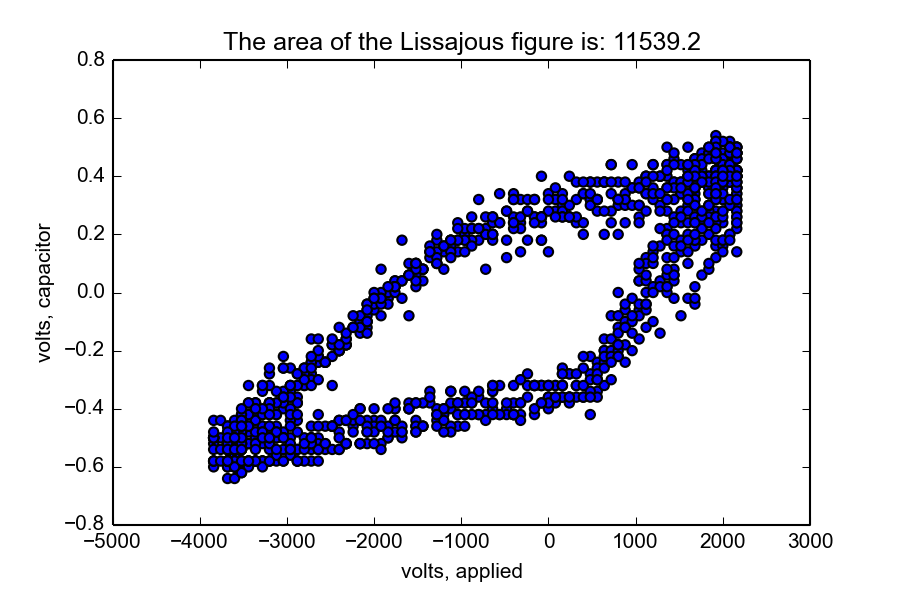 The area of the Lissajous figure is: 11539.2
0.8
0.6
0.4
0.2
0.0
−0.2
−0.4
−0.6
−0.8
volts, capacitor
−5000 −4000 −3000 −2000 −1000 0 1000 2000 3000
volts, applied